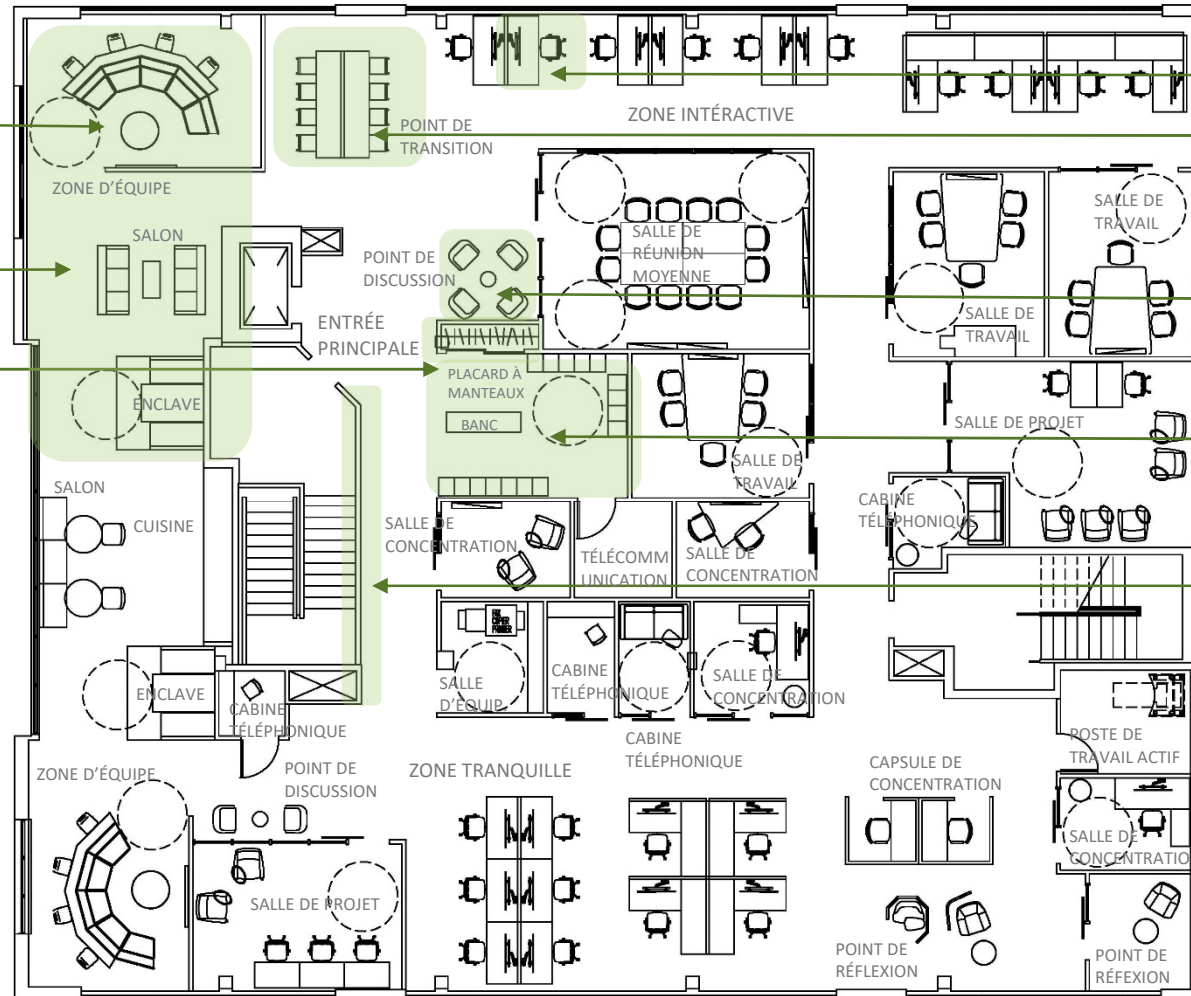 ZONE INTÉRACTIVE
POINT DE
TRANSITION
ZONE D'ÉQUIPE
SALON
POINT DE
DISCUSSION
SALLE DE
RÉUNION
MOYENNE
SALLE DE
TRAVAIL
SALLE DE
TRAVAIL
ENTRÉE
PRINCIPALE
PLACARD À
MANTEAUX
BANC
ENCLAVE
SALLE DE PROJET
SALLE DE
TRAVAIL
SALON
CUISINE
CABINE
TÉLÉPHONIQUE
SALLE DE
CONCENTRATION
TÉLÉCOMM
UNICATION
SALLE DE
CONCENTRATION
SALLE
D'ÉQUIP.
CABINE
TÉLÉPHONIQUE
SALLE DE
CONCENTRATION
ENCLAVE
CABINE
TÉLÉPHONIQUE
CABINE
TÉLÉPHONIQUE
POSTE DE
TRAVAIL ACTIF
ZONE D'ÉQUIPE
POINT DE
DISCUSSION
ZONE TRANQUILLE
CAPSULE DE
CONCENTRATION
SALLE DE
CONCENTRATIO
SALLE DE PROJET
POINT DE
RÉFLEXION
POINT DE
RÉFEXION